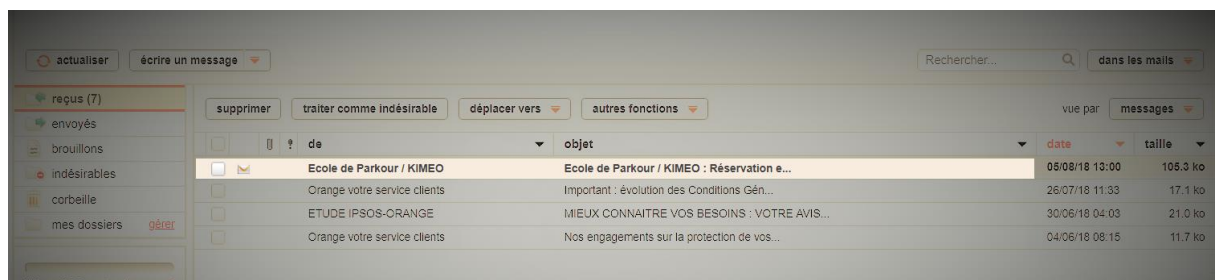 actualiser écrire un message Rechercher... dans les mails
reçus (7)
supprimer traiter comme indésirable déplacer vers autres fonctions vue par messages
envoyés
brouillons
de objet date taille
indésirables
Ecole de Parkour / KIMEO Ecole de Parkour / KIMEO : Réservation e... 05/08/18 13:00 105.3 ko
corbeille
Orange votre service clients Important : évolution des Conditions Gén... 26/07/18 11:33 17.1 ko
mes dossiers gérer
ETUDE IPSOS-ORANGE MIEUX CONNAITRE VOS BESOINS : VOTRE AVIS... 30/06/18 04:03 21.0 ko
Orange votre service clients Nos engagements sur la protection de vos... 04/06/18 08:15 11.7 ko